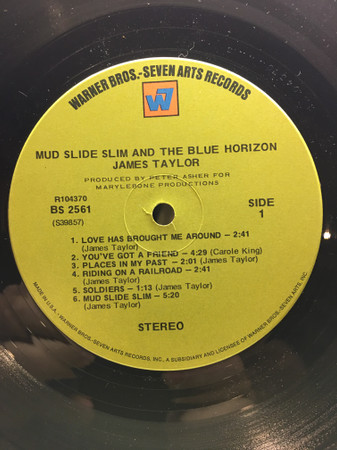 WARNER BROS.-SEVEN ARTS RECORDS
W7
MUD SLIDE SLIM AND THE BLUE HORIZON
JAMES TAYLOR
PRODUCED BY PETER ASHER FOR
MARYLEBONE PRODUCTIONS
R104370
BS 2561
(S39857)
SIDE
1
1. LOVE HAS BROUGHT ME AROUND – 2:41
(James Taylor)
2. YOU'VE GOT A FRIEND – 4:29 (Carole King)
3. PLACES IN MY PAST – 2:01 (James Taylor)
4. RIDING ON A RAILROAD – 2:41
(James Taylor)
5. SOLDIERS – 1:13 (James Taylor)
6. MUD SLIDE SLIM – 5:20
(James Taylor)
STEREO
MADE IN U.S.A. – WARNER BROS.-SEVEN ARTS RECORDS, INC., A SUBSIDIARY AND LICENSEE OF WARNER BROS.-SEVEN ARTS, INC.